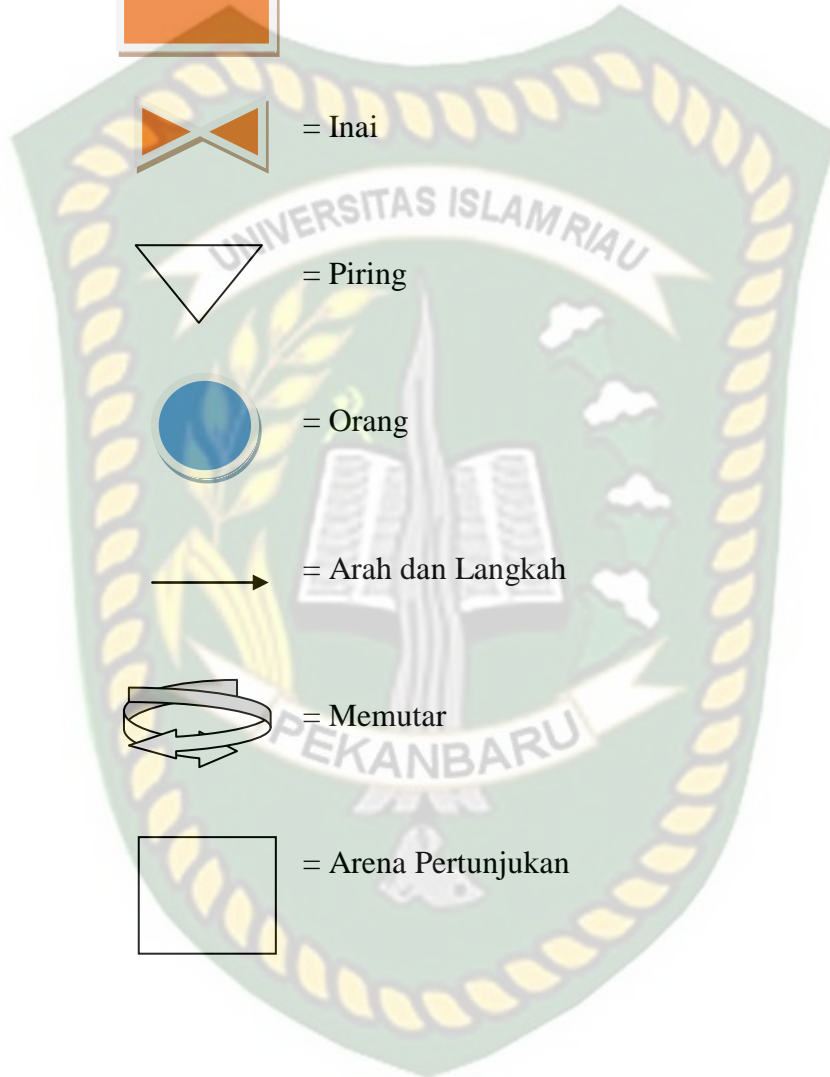 = Inai
UNIVERSITAS ISLAM RIAU
= Piring
= Orang
= Arah dan Langkah
= Memutar
PEKANBARU
= Arena Pertunjukan